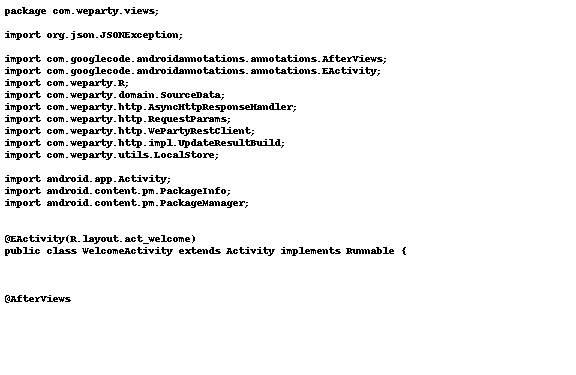 package com.weparty.views;
import org.json.JSONException;
import com.googlecode.androidannotations.annotations.AfterViews;
import com.googlecode.androidannotations.annotations.EActivity;
import com.weparty.R;
import com.weparty.domain.SourceData;
import com.weparty.http.AsyncHttpResponseHandler;
import com.weparty.http.RequestParams;
import com.weparty.http.WePartyRestClient;
import com.weparty.http.impl.UpdateResultBuild;
import com.weparty.utils.LocalStore;
import android.app.Activity;
import android.content.pm.PackageInfo;
import android.content.pm.PackageManager;
@EActivity(R.layout.act_welcome)
public class WelcomeActivity extends Activity implements Runnable {
@AfterViews